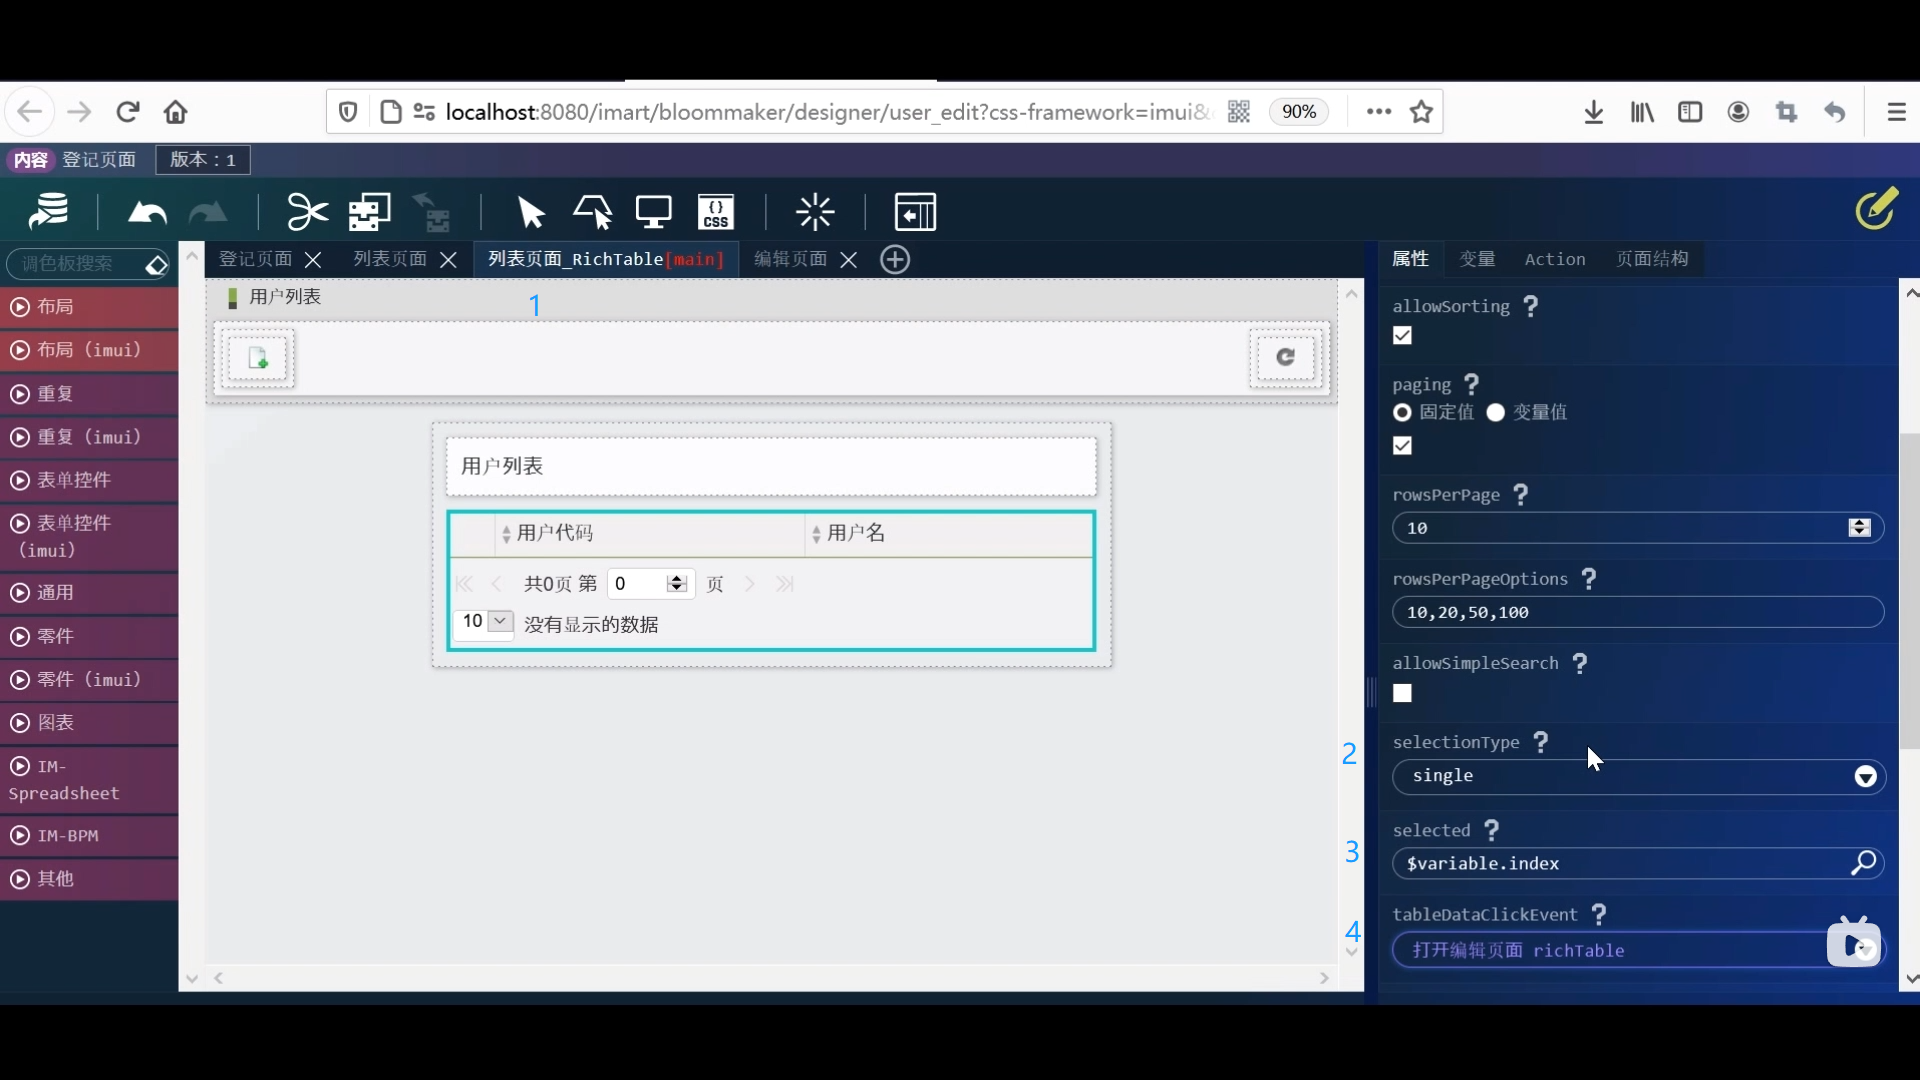 localhost:8080/imart/bloommaker/designer/user_edit?css-framework=imui&
90%
内容 登记页面 版本：1
CSS
调色板搜索
登记页面
列表页面
列表页面_RichTable[main]
编辑页面
属性
变量
Action
页面结构
布局
布局（imui）
重复
重复（imui）
表单控件
表单控件
（imui）
通用
零件
零件（imui）
图表
IM-
Spreadsheet
IM-BPM
其他
用户列表
1
用户列表
用户代码
用户名
共0页 第 0 页
10 没有显示的数据
2
3
4
allowSorting ?
paging ?
固定值 变量值
rowsPerPage ?
10
rowsPerPageOptions ?
10,20,50,100
allowSimpleSearch ?
selectionType ?
single
selected ?
$variable.index
tableDataClickEvent ?
打开编辑页面 richTable